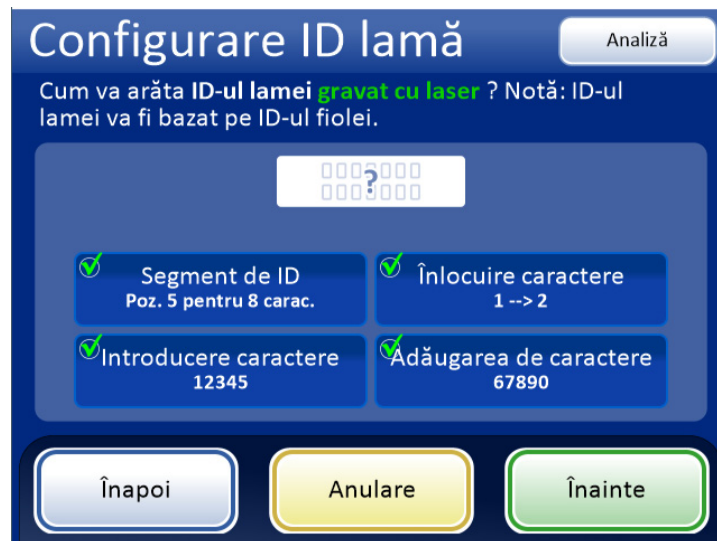 Configurare ID lamă
Analiză
Cum va arăta ID-ul lamei gravat cu laser ? Notă: ID-ul
lamei va fi bazat pe ID-ul fiolei.
?
Segment de ID
Poz. 5 pentru 8 carac.
Înlocuire caractere
1 --> 2
Introducere caractere
12345
Adăugarea de caractere
67890
Înapoi
Anulare
Înainte